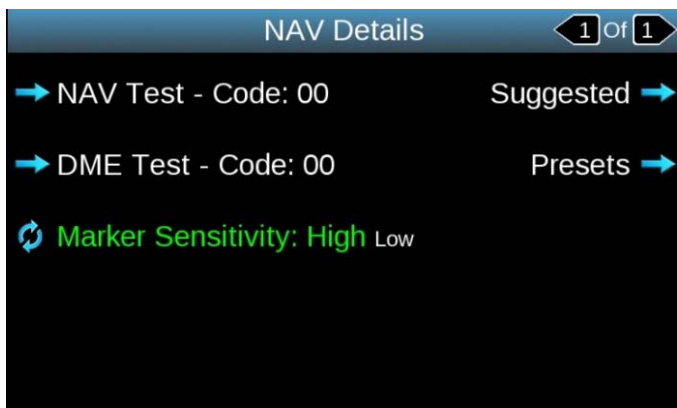 NAV Details 1 Of 1
NAV Test - Code: 00 Suggested
DME Test - Code: 00 Presets
Marker Sensitivity: High Low